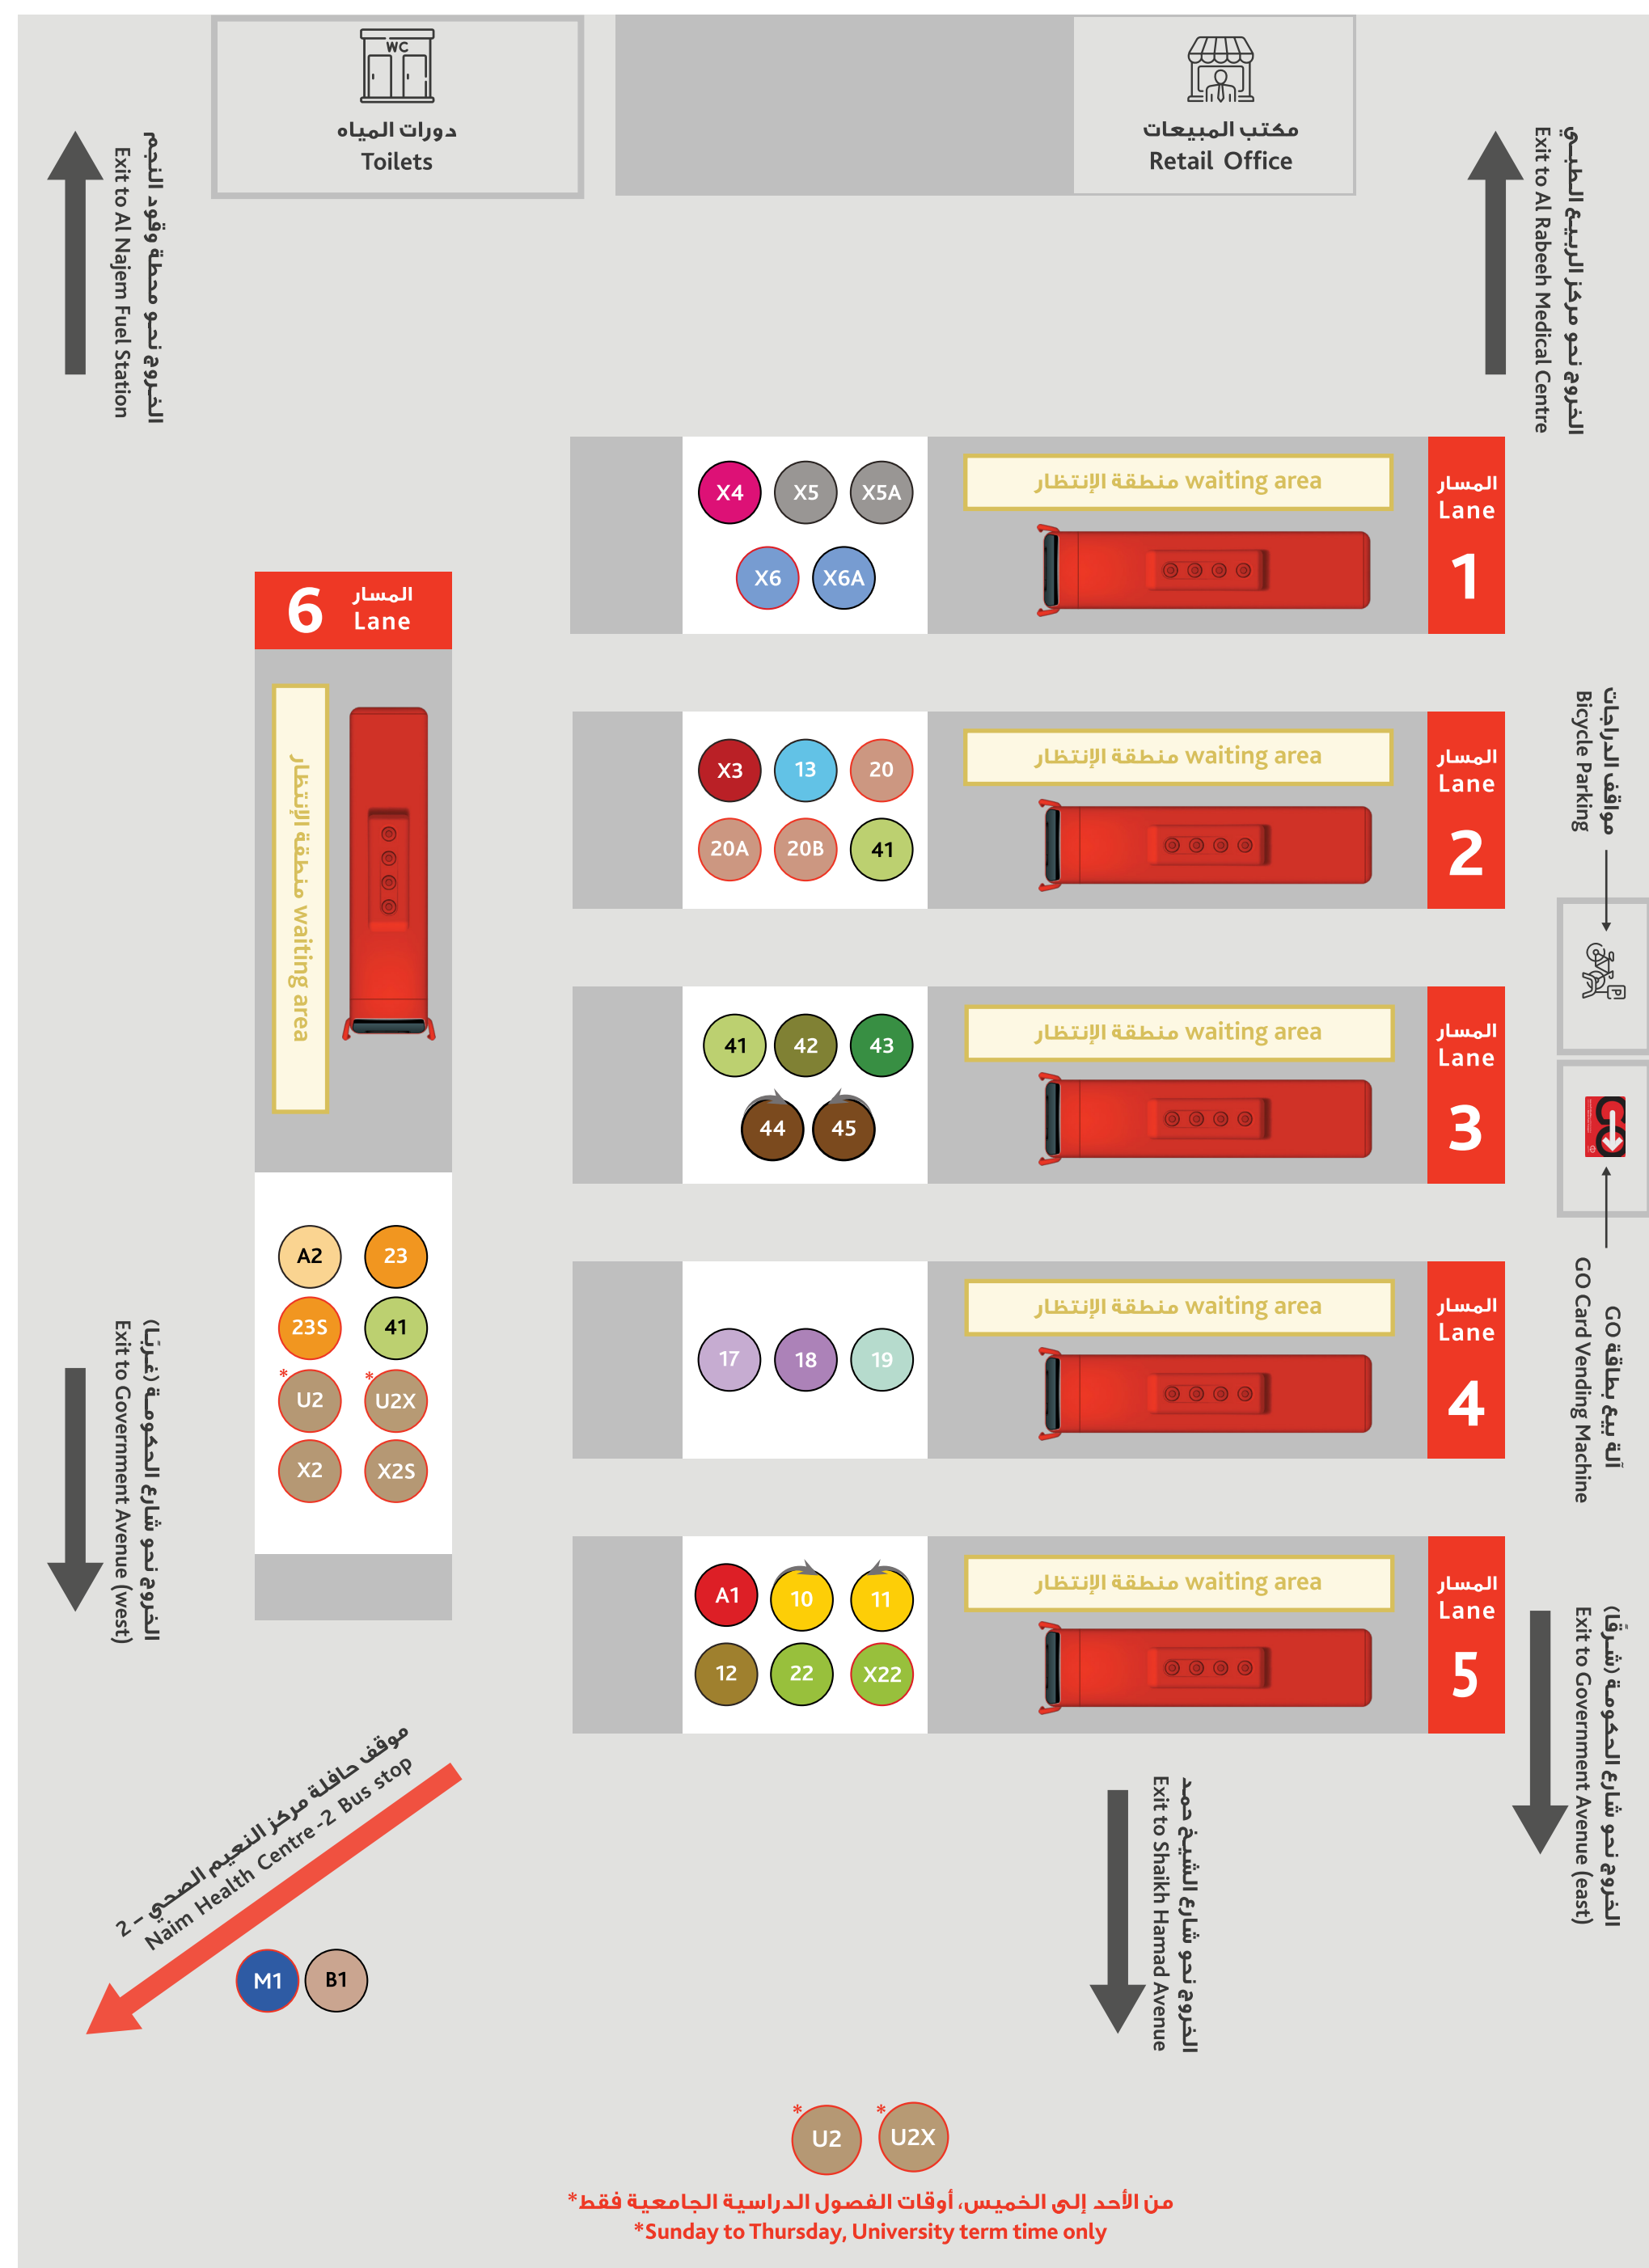 WC
دورات المياه
Toilets
مكتب المبيعات
Retail Office
الخروج نحو محطة وقود النجم
Exit to Al Najem Fuel Station
الخروج نحو مركز الربيع الطبي
Exit to Al Rabeeh Medical Centre
X4 X5 X5A
X6 X6A
منطقة الإنتظار waiting area
المسار
Lane
1
6
المسار
Lane
منطقة الإنتظار waiting area
A2 23
23S 41
*U2 *U2X
X2 X2S
X3 13 20
20A 20B 41
منطقة الإنتظار waiting area
المسار
Lane
2
مواقف الدراجات
Bicycle Parking
P
41 42 43
44 45
منطقة الإنتظار waiting area
المسار
Lane
3
GO
آلة بيع بطاقة GO
GO Card Vending Machine
17 18 19
منطقة الإنتظار waiting area
المسار
Lane
4
A1 10 11
12 22 X22
منطقة الإنتظار waiting area
المسار
Lane
5
الخروج نحو شارع الحكومة (غربًا)
Exit to Government Avenue (west)
الخروج نحو شارع الحكومة (شرقًا)
Exit to Government Avenue (east)
موقف حافلة مركز النعيم الصحي – 2
Naim Health Centre -2 Bus stop
M1 B1
الخروج نحو شارع الشيخ حمد
Exit to Shaikh Hamad Avenue
*U2 *U2X
من الأحد إلى الخميس، أوقات الفصول الدراسية الجامعية فقط*
*Sunday to Thursday, University term time only